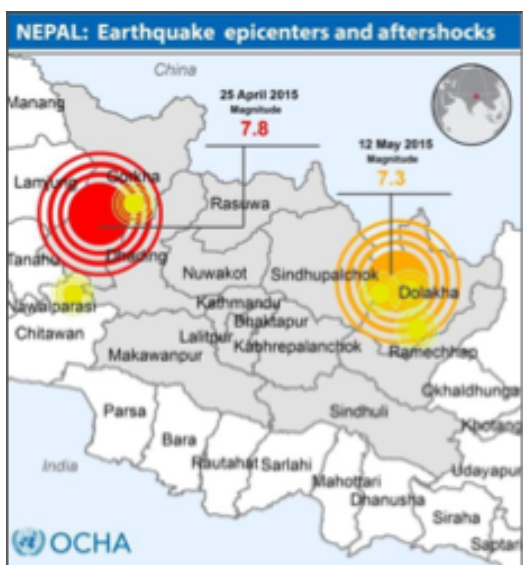 NEPAL: Earthquake epicenters and aftershocks
China
Manang
25 April 2015
Magnitude
7.8
12 May 2015
Magnitude
7.3
Lamjung
Gorkha
Rasuwa
Tanahu
Dhading
Nuwakot
Sindhupalchok
Dolakha
Nawalparasi
Kathmandu
Bhaktapur
Chitawan
Lalitpur
Kabhrepalanchok
Makawanpur
Ramechhap
Okhaldhunga
Parsa
Sindhuli
Khotang
Bara
India
Rautahat
Sarlahi
Udayapur
Mahottari
Dhanusha
Siraha
Saptari
OCHA